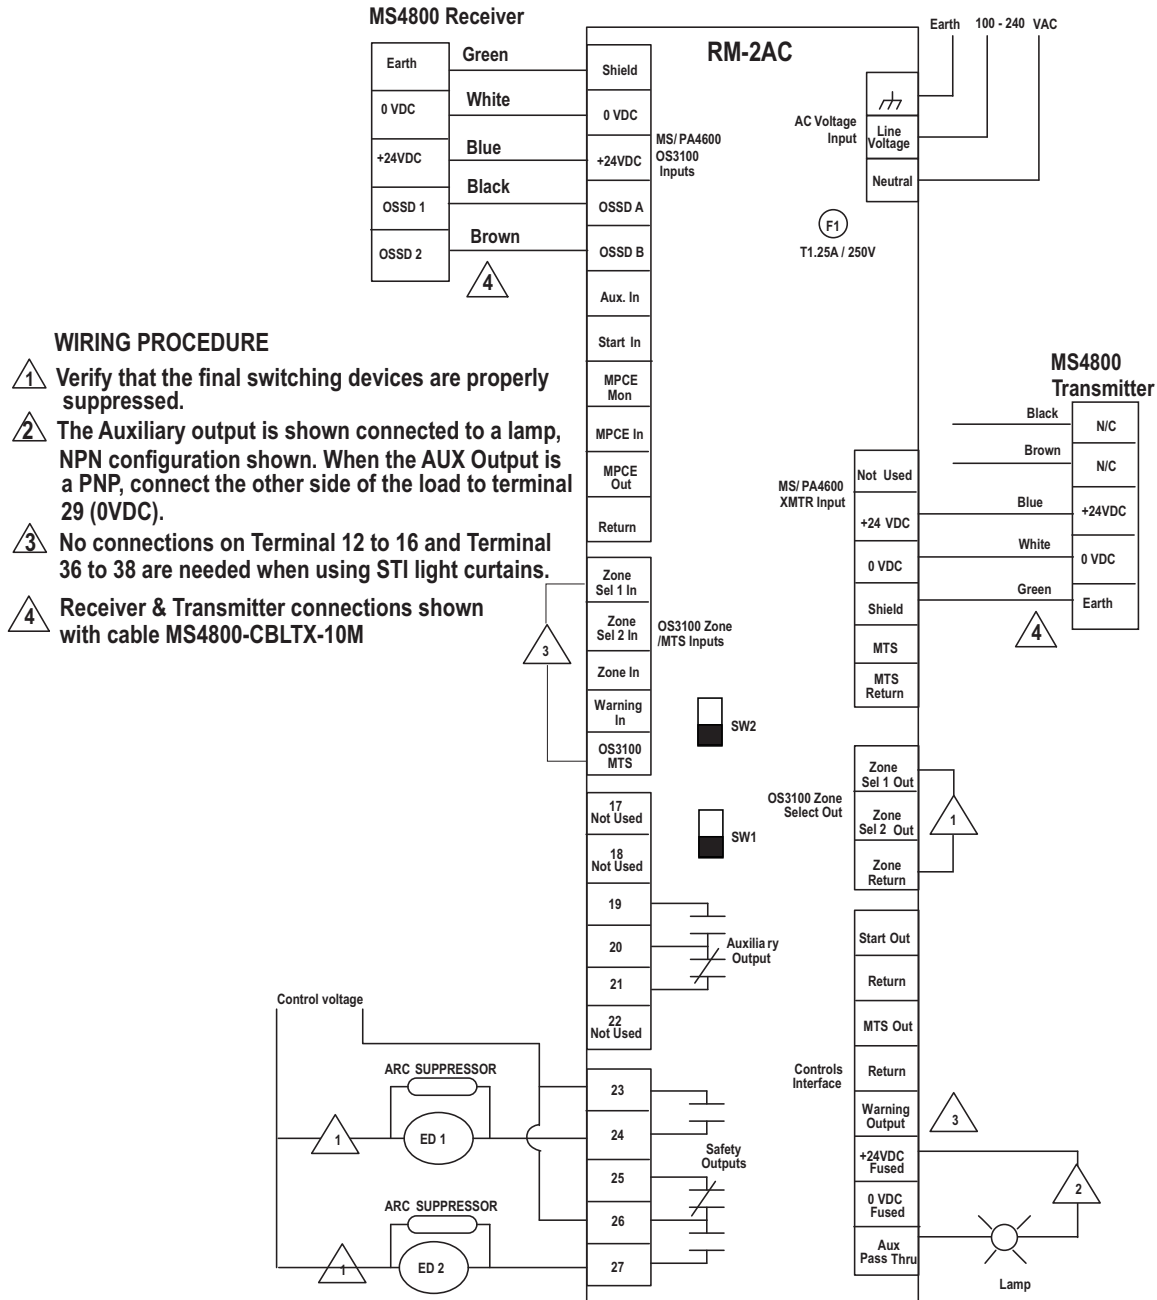 MS4800 Receiver
Earth
0 VDC
+24VDC
OSSD 1
OSSD 2
Green
White
Blue
Black
Brown
4
RM-2AC
Shield
0 VDC
+24VDC
OSSD A
OSSD B
Aux. In
Start In
MPCE
Mon
MPCE In
MPCE
Out
Return
MS/ PA4600
OS3100
Inputs
Earth
100 - 240 VAC
AC Voltage
Input
Line
Voltage
Neutral
F1
T1.25A / 250V
WIRING PROCEDURE
1 Verify that the final switching devices are properly
suppressed.
2 The Auxiliary output is shown connected to a lamp,
NPN configuration shown. When the AUX Output is
a PNP, connect the other side of the load to terminal
29 (0VDC).
3 No connections on Terminal 12 to 16 and Terminal
36 to 38 are needed when using STI light curtains.
4 Receiver & Transmitter connections shown
with cable MS4800-CBLTX-10M
MS4800
Transmitter
Black
Brown
Blue
White
Green
N/C
N/C
+24VDC
0 VDC
Earth
4
MS/ PA4600
XMTR Input
Not Used
+24 VDC
0 VDC
Shield
MTS
MTS
Return
Zone
Sel 1 In
Zone
Sel 2 In
Zone In
Warning
In
OS3100
MTS
3
OS3100 Zone
/MTS Inputs
SW2
SW1
OS3100 Zone
Select Out
Zone
Sel 1 Out
Zone
Sel 2 Out
Zone
Return
1
17
Not Used
18
Not Used
19
20
21
22
Not Used
Auxilia ry
Output
Control voltage
ARC SUPPRESSOR
1
ED 1
ARC SUPPRESSOR
1
ED 2
23
24
25
26
27
Safety
Outputs
Controls
Interface
Start Out
Return
MTS Out
Return
Warning
Output
+24VDC
Fused
0 VDC
Fused
Aux
Pass Thru
3
2
Lamp